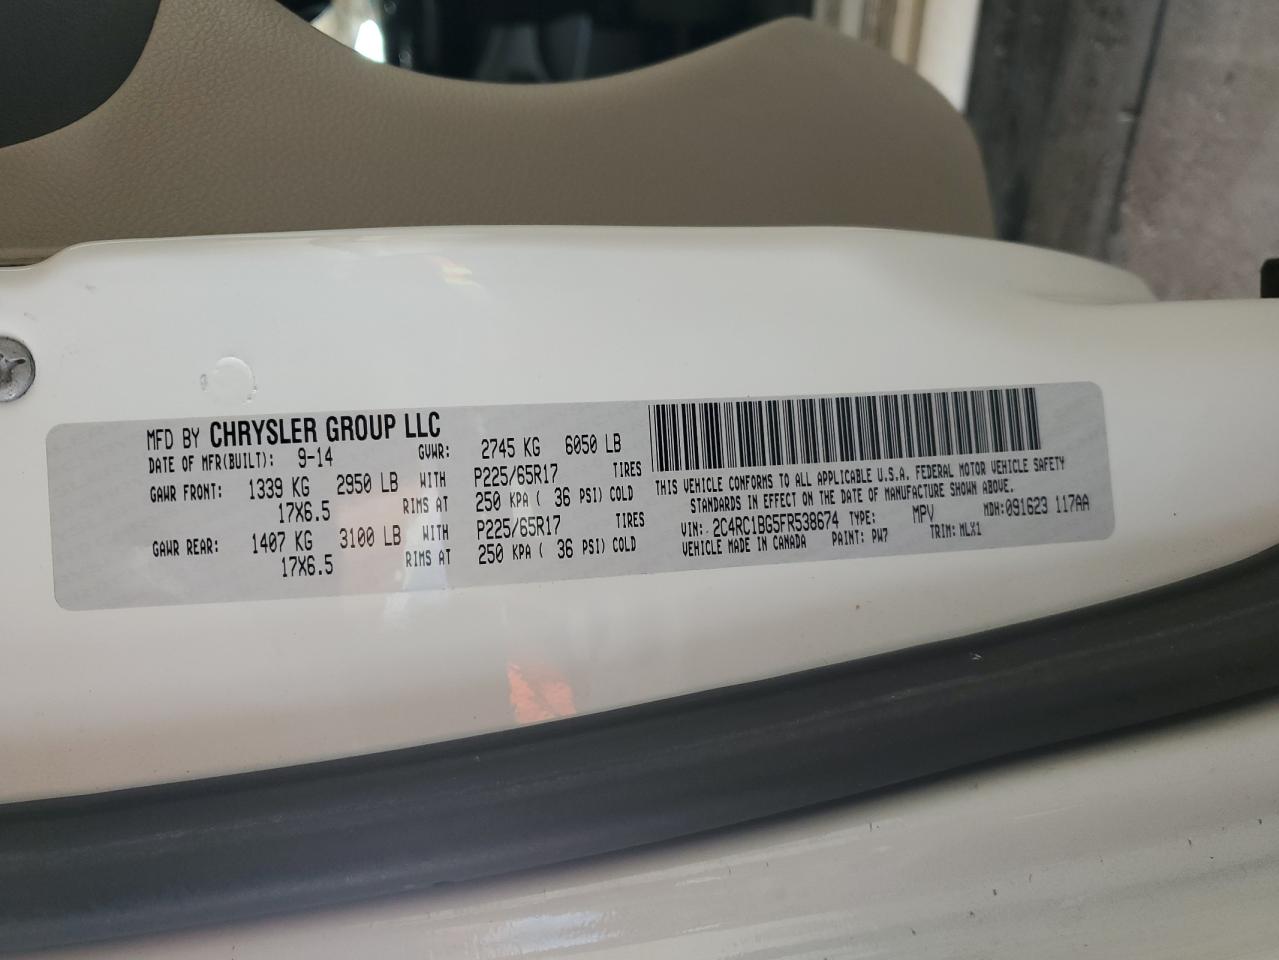 MFD BY CHRYSLER GROUP LLC
DATE OF MFR(BUILT): 9-14 GVWR: 2745 KG 6050 LB
GAWR FRONT: 1339 KG 2950 LB WITH P225/65R17 TIRES
17X6.5 RIMS AT 250 KPA ( 36 PSI) COLD
GAWR REAR: 1407 KG 3100 LB WITH P225/65R17 TIRES
17X6.5 RIMS AT 250 KPA ( 36 PSI) COLD
THIS VEHICLE CONFORMS TO ALL APPLICABLE U.S.A. FEDERAL MOTOR VEHICLE SAFETY
STANDARDS IN EFFECT ON THE DATE OF MANUFACTURE SHOWN ABOVE.
VIN: 2C4RC1BG5FR538674 TYPE: MPV MDH: 091623 117AA
VEHICLE MADE IN CANADA PAINT: PW7 TRIM: MLX1